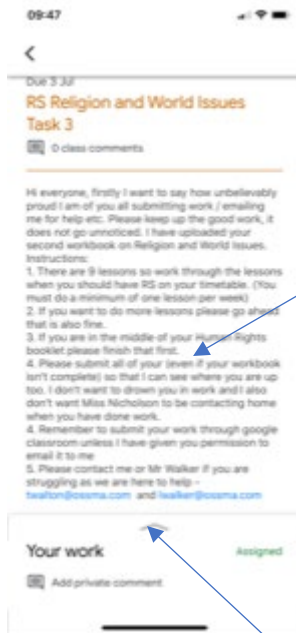 09:47
Due 3 Jul
RS Religion and World Issues
Task 3
0 class comments
Hi everyone, firstly I want to say how unbelievably
proud I am of you all submitting work / emailing
me for help etc. Please keep up the good work, it
does not go unnoticed. I have uploaded your
second workbook on Religion and World Issues.
Instructions:
1. There are 9 lessons so work through the lessons
when you should have RS on your timetable. (You
must do a minimum of one lesson per week)
2. If you want to do more lessons please go ahead
that is also fine.
3. If you are in the middle of your Human Rights
booklet please finish that first.
4. Please submit all of your (even if your workbook
isn't complete) so that I can see where you are up
too. I don't want to drown you in work and I also
don't want Miss Nicholson to be contacting home
when you have done work.
4. Remember to submit your work through google
classroom unless I have given you permission to
email it to me
5. Please contact me or Mr Walker if you are
struggling as we are here to help -
and
Your work
Assigned
Add private comment